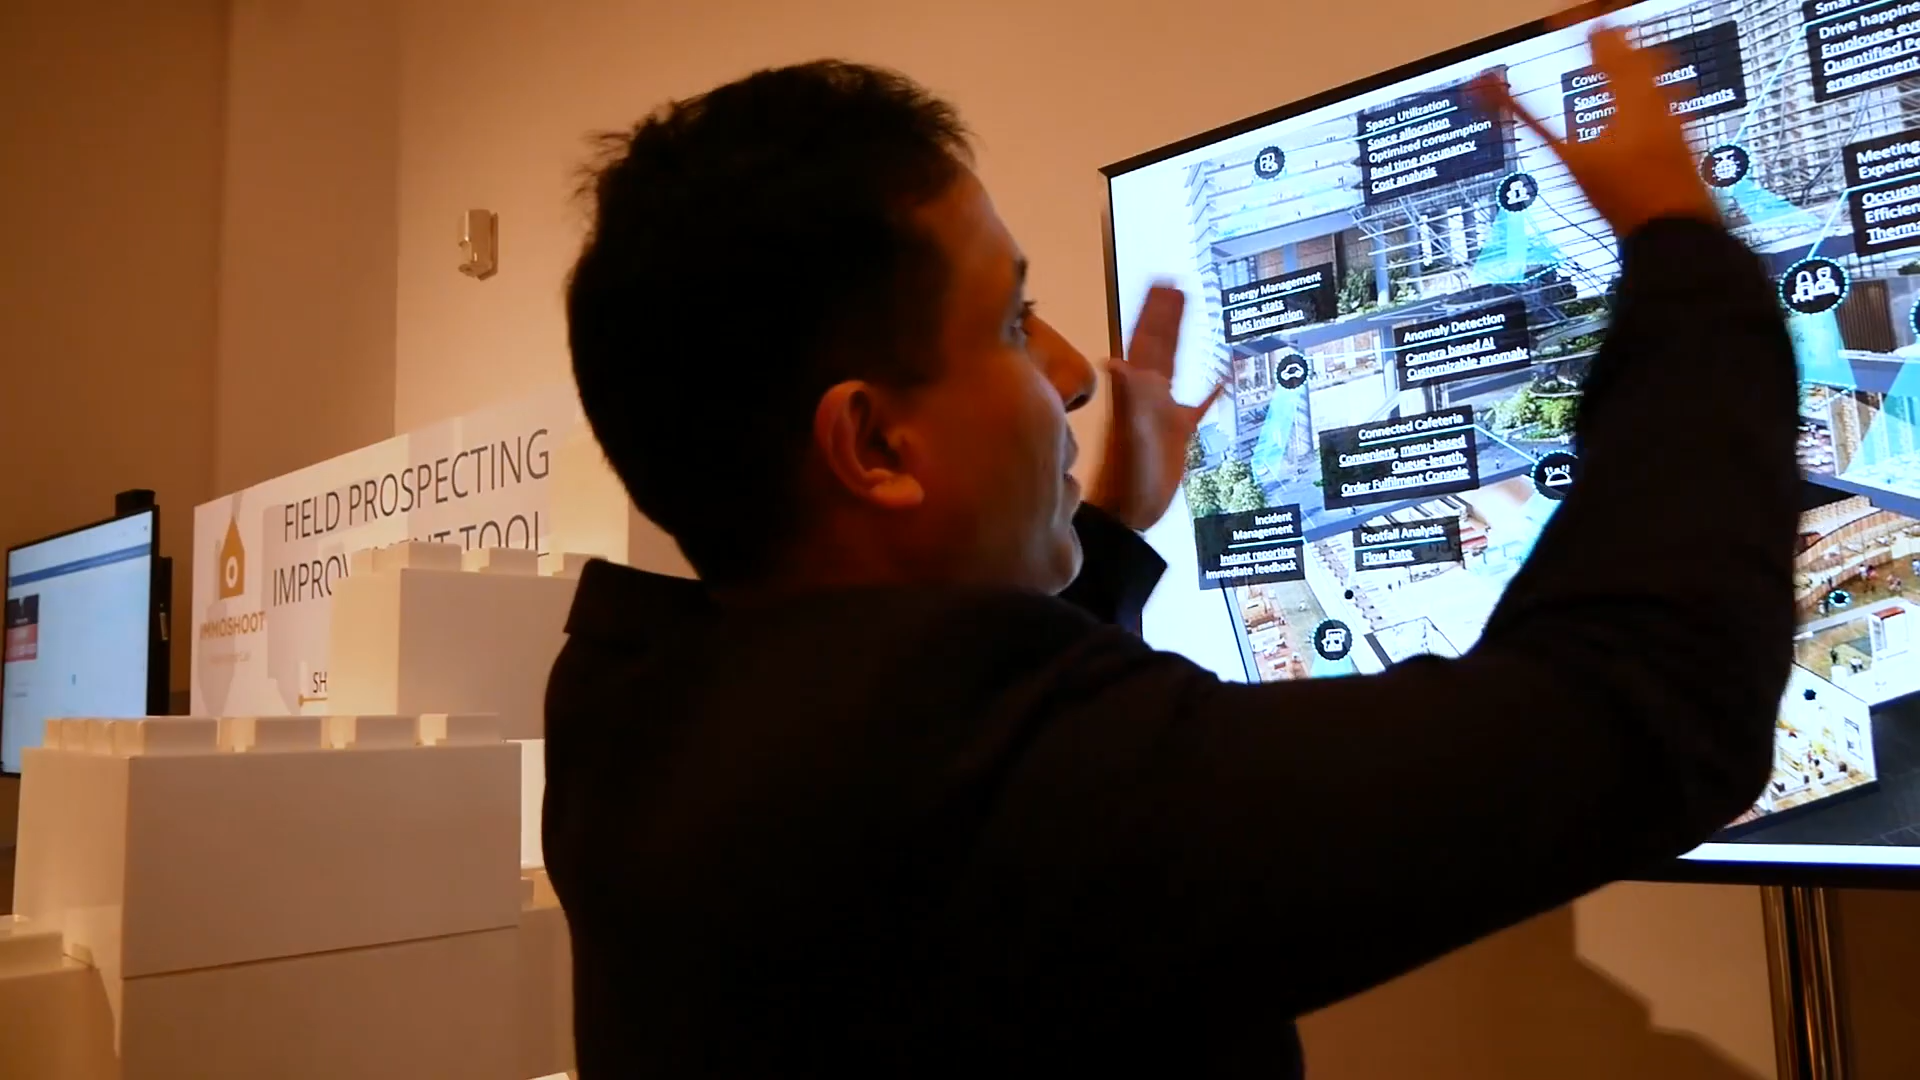 FIELD PROSPECTING
TOOL
IMMOSHOOT
SH
Space Utilization
Space allocation
Optimized consumption
Real time occupancy
Cost analysis
Space
Payments
Drive happine
Employee
Quantified
engagement
Meeting
Experien
Occupa
Efficien
Therma
Energy Management
Usage, stats
BMS integration
Anomaly Detection
Camera based AI
Customizable anomaly
Connected Cafeteria
Convenient, menu-based
Queue-length,
Order Fulfilment Console
Incident
Management
Instant reporting
Immediate feedback
Footfall Analysis
Flow Rate